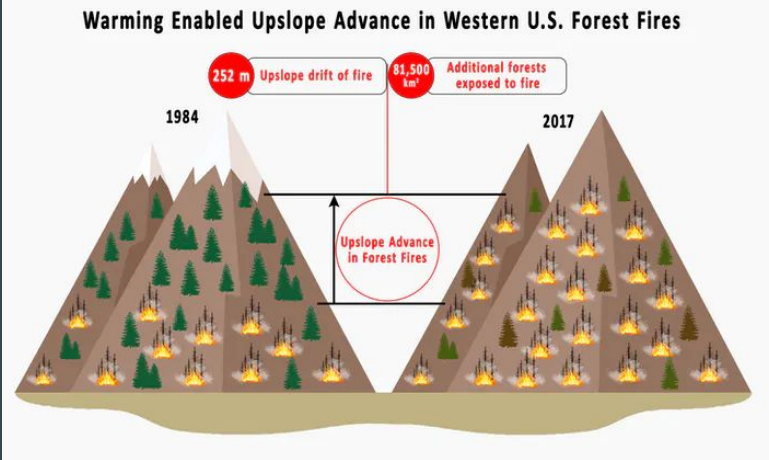 Warming Enabled Upslope Advance in Western U.S. Forest Fires
252 m
Upslope drift of fire
81,500
km²
Additional forests
exposed to fire
1984
2017
Upslope Advance
in Forest Fires